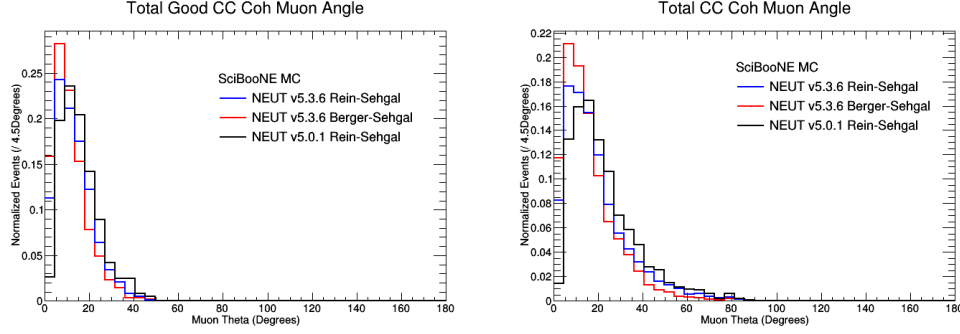 Total Good CC Coh Muon Angle
Normalized Events (/ 4.5Degrees)
0.25
0.2
0.15
0.1
0.05
0
SciBooNE MC
NEUT v5.3.6 Rein-Sehgal
NEUT v5.3.6 Berger-Sehgal
NEUT v5.0.1 Rein-Sehgal
0 20 40 60 80 100 120 140 160 180
Muon Theta (Degrees)
Total CC Coh Muon Angle
Normalized Events (/ 4.5Degrees)
0.22
0.2
0.18
0.16
0.14
0.12
0.1
0.08
0.06
0.04
0.02
0
SciBooNE MC
NEUT v5.3.6 Rein-Sehgal
NEUT v5.3.6 Berger-Sehgal
NEUT v5.0.1 Rein-Sehgal
0 20 40 60 80 100 120 140 160 180
Muon Theta (Degrees)